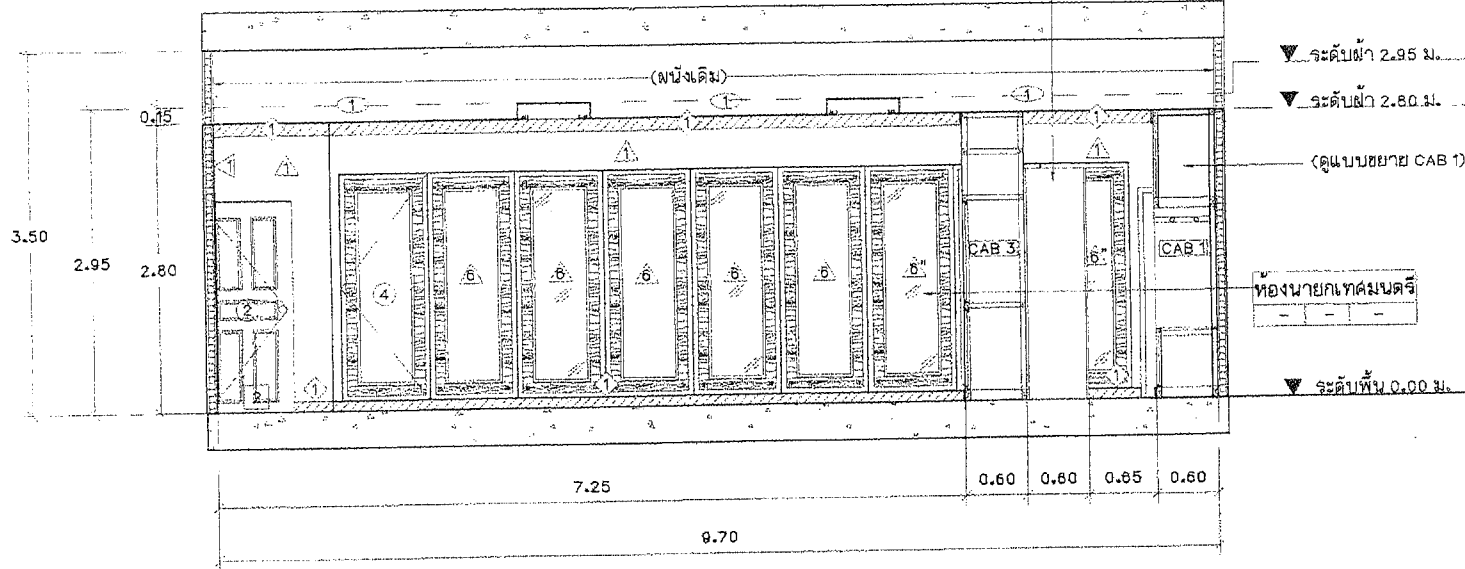 (ผนังเดิม)
ระดับฝ้า 2.95 ม.
1 1 1
ระดับฝ้า 2.80 ม.
0.15
1 1 1
1 1 1 1
(ดูแบบขยาย CAB 1)
3.50
2.95
2.80
CAB 3
CAB 1
6 6 6 6 6 6" 6"
4
ห้องนายกเทศมนตรี
- - -
2
1 1 1
ระดับพื้น 0.00 ม.
7.25
0.60
0.60
0.65
0.60
9.70